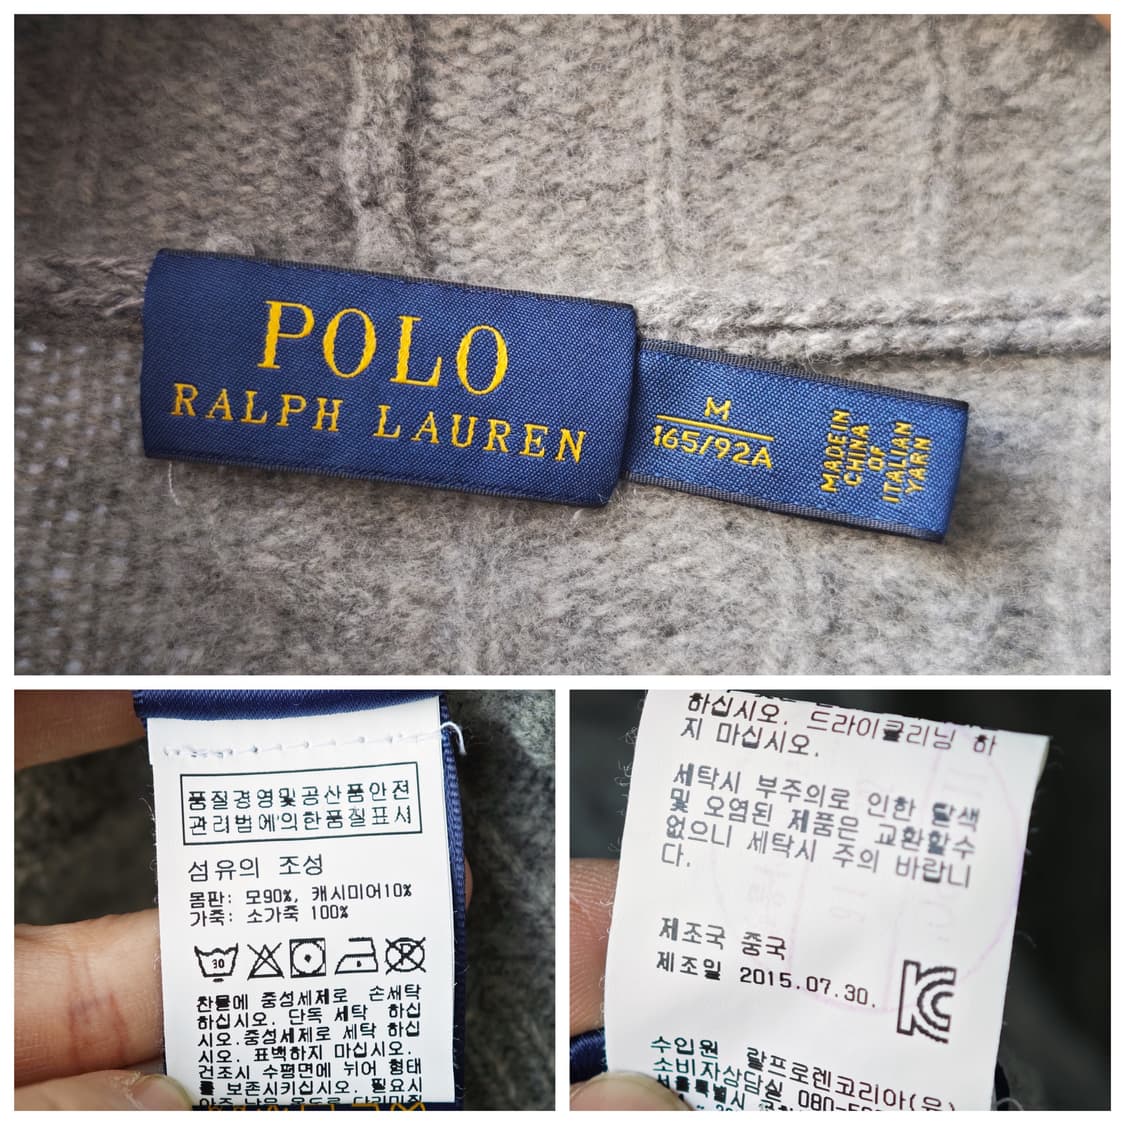 POLO
RALPH LAUREN
M
165/92A
MADE IN
CHINA
OF
ITALIAN
YARN
품질경영및공산품안전
관리법에의한품질표시
섬유의 조성
몸판: 모90%, 캐시미어10%
가죽: 소가죽 100%
30
찬물에 중성세제로 손세탁
하십시오. 단독 세탁 하십
시오.중성세제로 세탁 하십
시오. 표백하지 마십시오.
건조시 수평면에 뉘어 형태
를 보존시키십시오. 필요시
하십시오. 드라이클리닝 하
지 마십시오.
세탁시 부주의로 인한 탈색
및 오염된 제품은 교환할수
없으니 세탁시 주의 바랍니
다.
제조국 중국
제조일 2015.07.30.
KC
수입원 랄프로렌코리아(유)
소비자상담실 080-
서울특별시